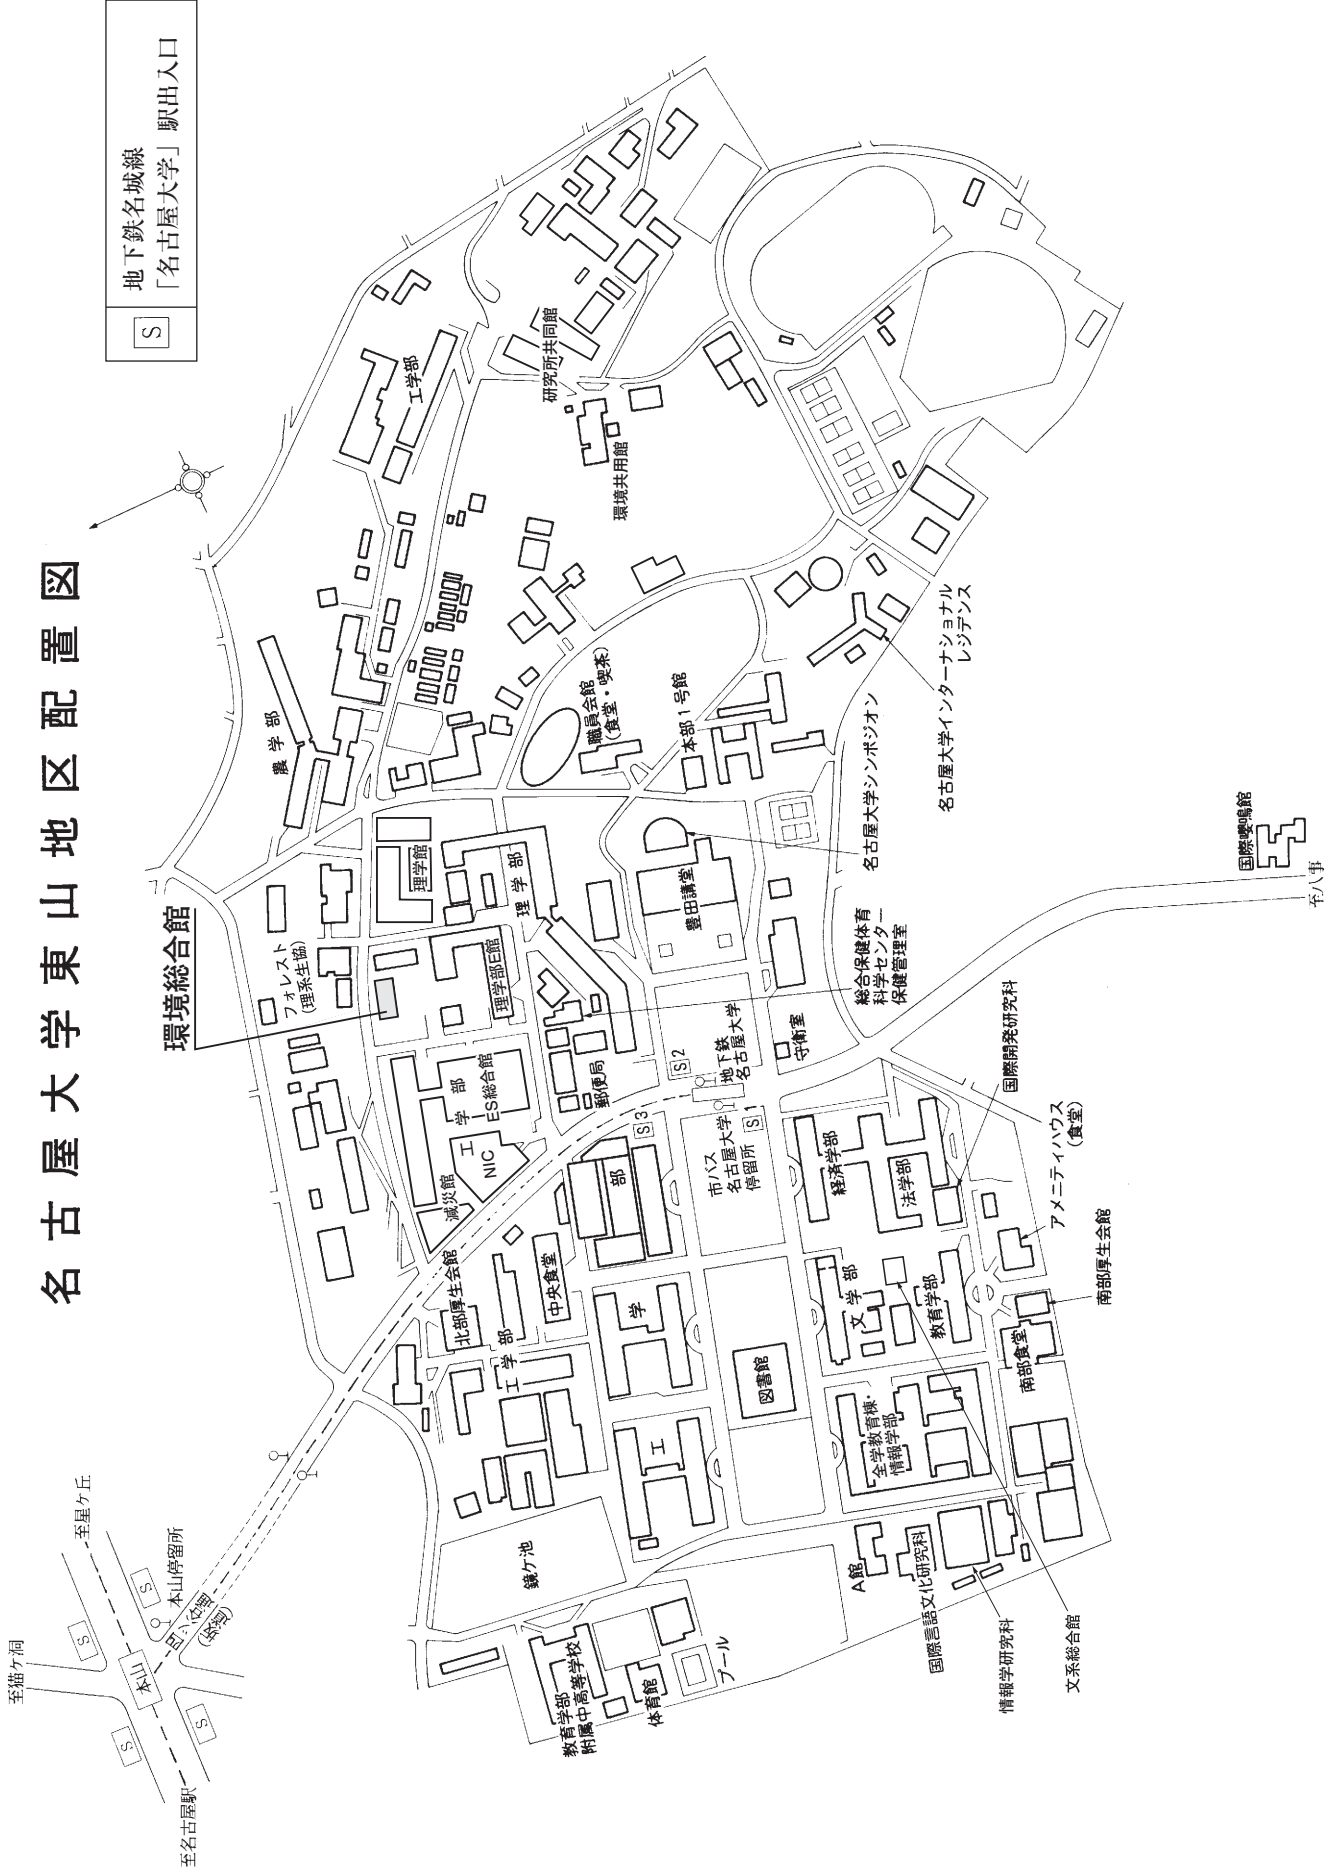 名古屋大学東山地区配置図
S
地下鉄名城線
「名古屋大学」駅出入口
至猫ケ洞
至星ケ丘
S
S
本山
S
S
本山停留所
四ツ谷通
(坂道)
至名古屋駅
環境総合館
フォレスト
(理系生協)
農学部
工学部
研究所共同館
環境共用館
理学館
理学部
理学部E館
ES総合館
工学部
NIC
減災館
郵便局
北部厚生会館
中央食堂
工学部
工
学
部
鏡ケ池
教育学部
附属中高等学校
体育館
プール
職員会館
(食堂・喫茶)
本部1号館
豊田講堂
名古屋大学シンポジオン
名古屋大学インターナショナル
レジデンス
総合保健体育
科学センター
保健管理室
守衛室
地下鉄
名古屋大学
S 2
S 3
S 1
市バス
名古屋大学
停留所
図書館
経済学部
法学部
国際開発研究科
文学部
教育学部
アメニティハウス
(食堂)
南部厚生会館
南部食堂
全学教育棟・
情報学部
A館
国際言語文化研究科
情報学研究科
文系総合館
国際嚶鳴館
至八事